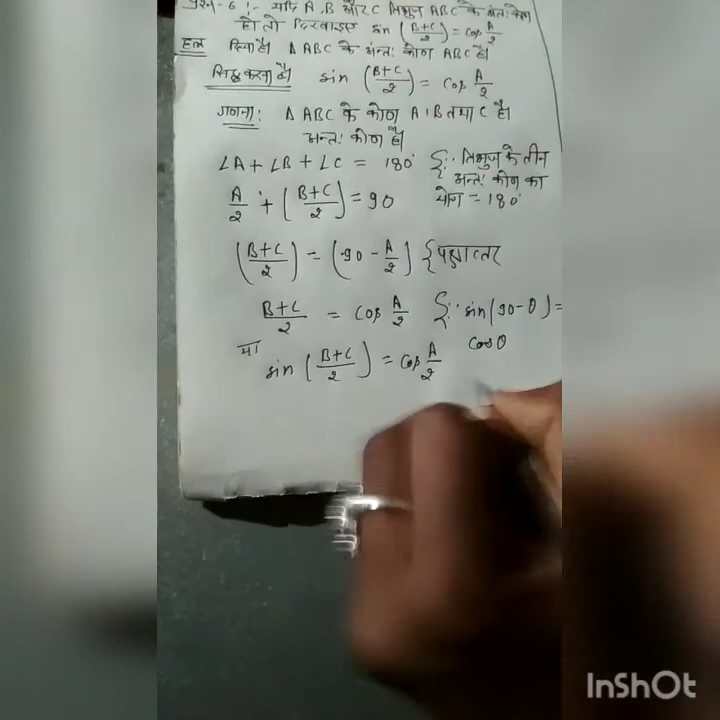 प्रश्न-6 :- यदि A, B और C त्रिभुज ABC के अंतः कोण
हो तो दिखाइए sin (B+C/2) = cos A/2
हल दिया है। Δ ABC के अन्तः कोण ABC है।
सिद्ध करना है। sin (B+C/2) = cos A/2
गणना: Δ ABC के कोण A, B तथा C है।
अन्तः कोण है।
∠A + ∠B + ∠C = 180° {∵ त्रिभुज के तीन
अन्तः कोण का
योग = 180°
A/2 + (B+C/2) = 90
(B+C/2) = (90 - A/2) {पक्षान्तर
B+C/2 = cos A/2 {∵ sin(90-θ) =
cosθ
या sin (B+C/2) = cos A/2
InShOt